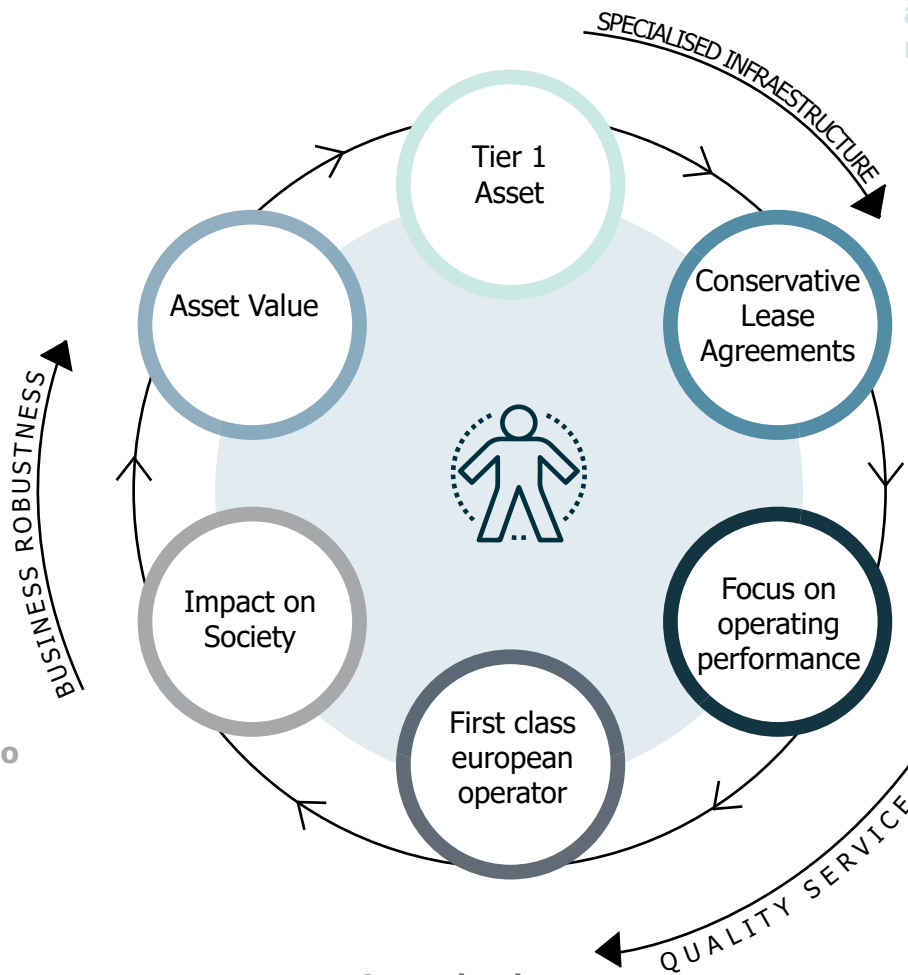 SPECIALISED INFRAESTRUCTURE
Tier 1
Asset
Conservative
Lease
Agreements
Asset Value
BUSINESS ROBUSTNESS
Impact on
Society
Focus on
operating
performance
First class
european
operator
o
QUALITY SERVICE